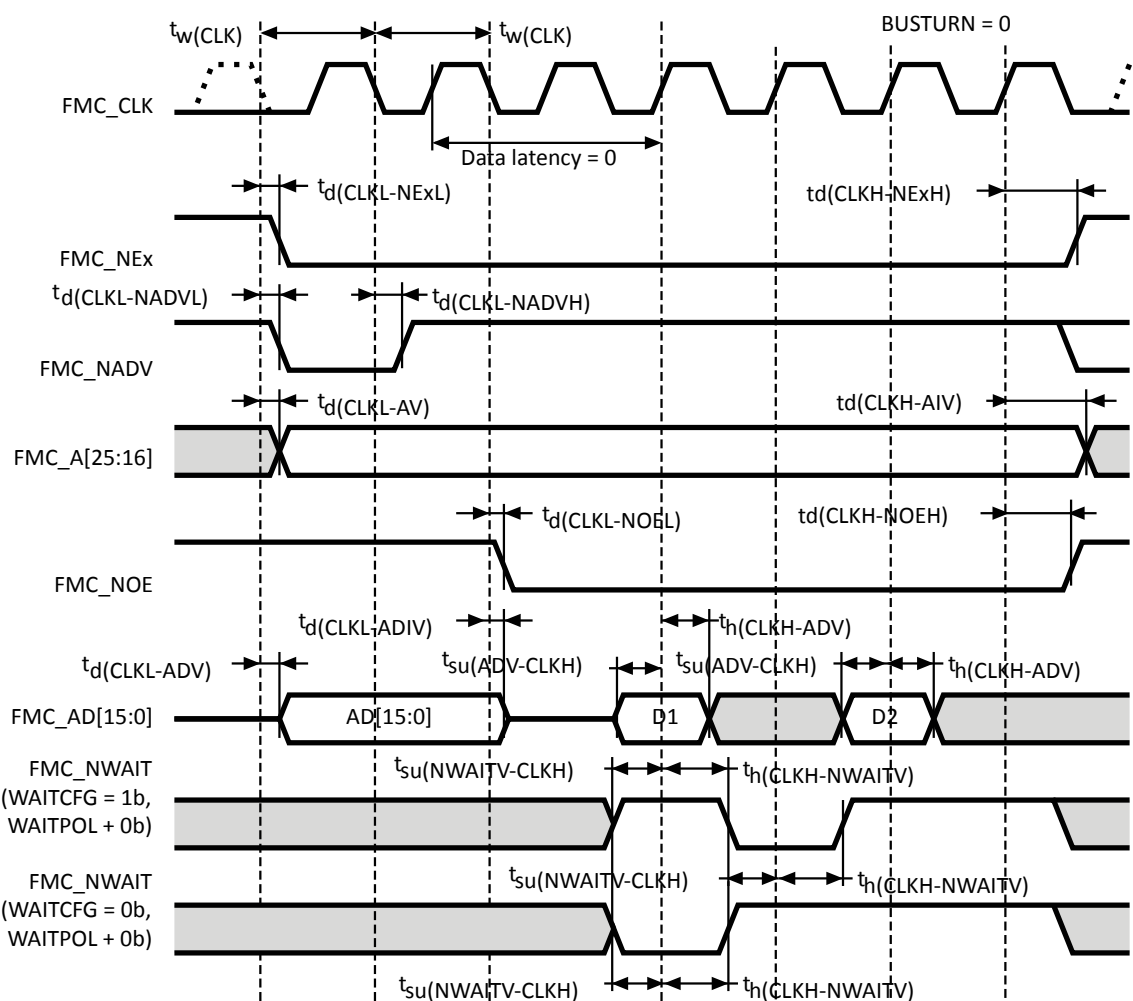 BUSTURN = 0
tw(CLK) tw(CLK)
FMC_CLK
Data latency = 0
td(CLKL-NExL) td(CLKH-NExH)
FMC_NEx
td(CLKL-NADVL) td(CLKL-NADVH)
FMC_NADV
td(CLKL-AV) td(CLKH-AIV)
FMC_A[25:16]
td(CLKL-NOEL) td(CLKH-NOEH)
FMC_NOE
td(CLKL-ADIV) th(CLKH-ADV)
td(CLKL-ADV) tsu(ADV-CLKH) tsu(ADV-CLKH) th(CLKH-ADV)
FMC_AD[15:0] AD[15:0] D1 D2
FMC_NWAIT tsu(NWAITV-CLKH) th(CLKH-NWAITV)
(WAITCFG = 1b,
WAITPOL + 0b)
FMC_NWAIT tsu(NWAITV-CLKH) th(CLKH-NWAITV)
(WAITCFG = 0b,
WAITPOL + 0b)
tsu(NWAITV-CLKH) th(CLKH-NWAITV)